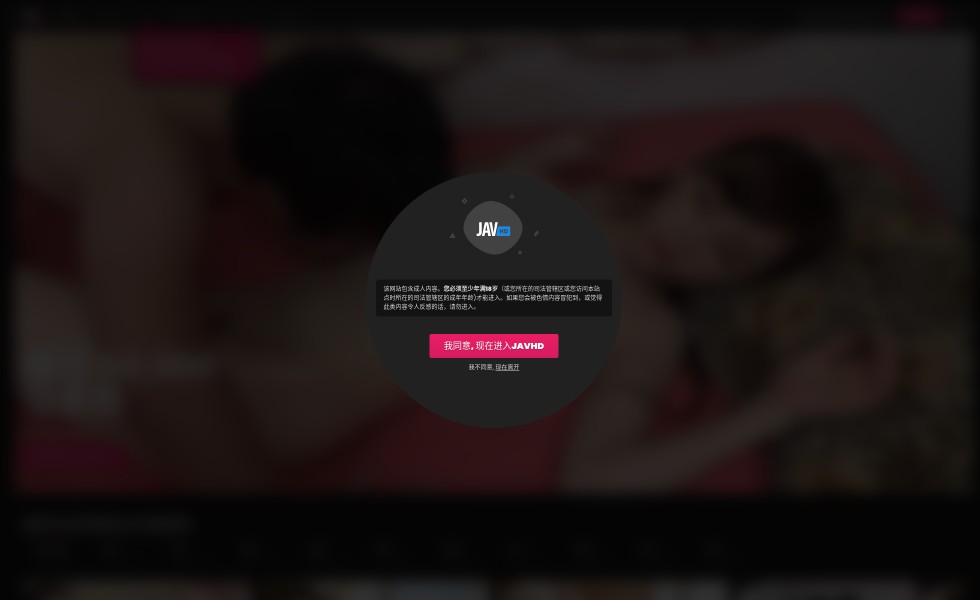 JAVHD
该网站包含成人内容。您必须至少年满18岁（或您所在的司法管辖区或您访问本站
点时所在的司法管辖区的成年年龄)才能进入。如果您会被色情内容冒犯到，或觉得
此类内容令人反感的话，请勿进入。
我同意, 现在进入JAVHD
我不同意, 现在离开